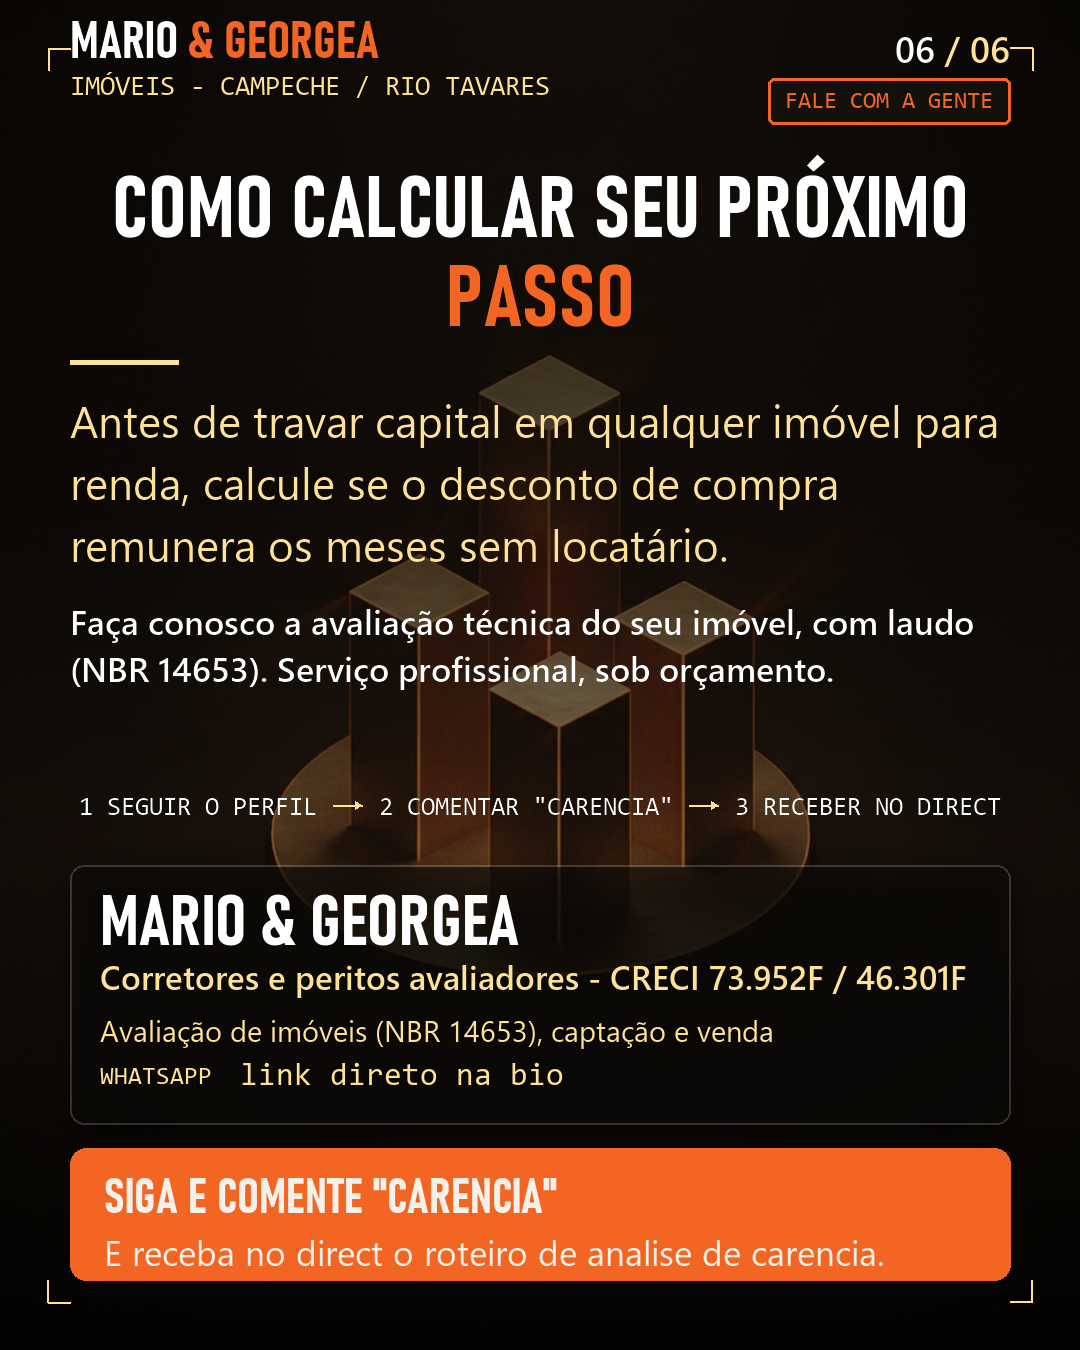 MARIO & GEORGEA
IMÓVEIS - CAMPECHE / RIO TAVARES
06 / 06
FALE COM A GENTE
COMO CALCULAR SEU PRÓXIMO
PASSO
Antes de travar capital em qualquer imóvel para
renda, calcule se o desconto de compra
remunera os meses sem locatário.
Faça conosco a avaliação técnica do seu imóvel, com laudo
(NBR 14653). Serviço profissional, sob orçamento.
1 SEGUIR O PERFIL → 2 COMENTAR "CARENCIA" → 3 RECEBER NO DIRECT
MARIO & GEORGEA
Corretores e peritos avaliadores - CRECI 73.952F / 46.301F
Avaliação de imóveis (NBR 14653), captação e venda
WHATSAPP link direto na bio
SIGA E COMENTE "CARENCIA"
E receba no direct o roteiro de analise de carencia.